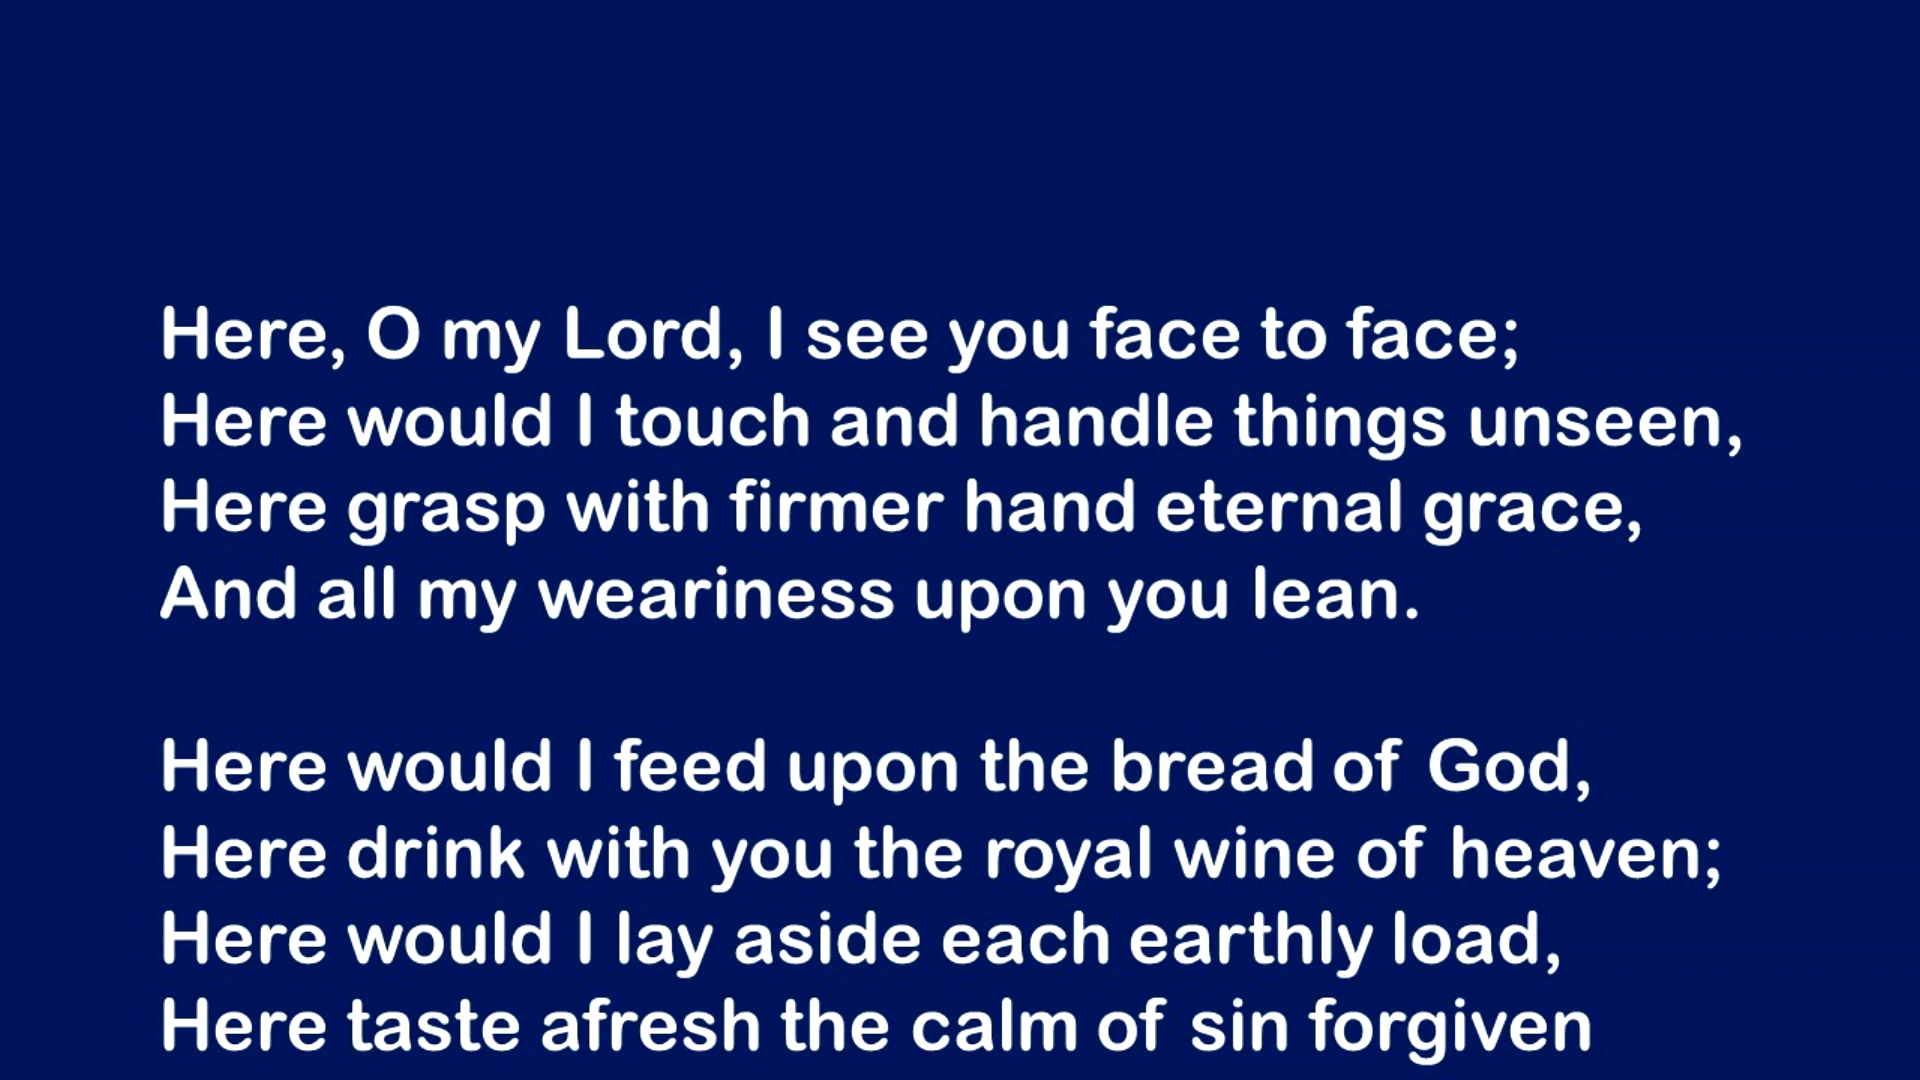 Here, O my Lord, I see you face to face;
Here would I touch and handle things unseen,
Here grasp with firmer hand eternal grace,
And all my weariness upon you lean.

Here would I feed upon the bread of God,
Here drink with you the royal wine of heaven;
Here would I lay aside each earthly load,
Here taste afresh the calm of sin forgiven